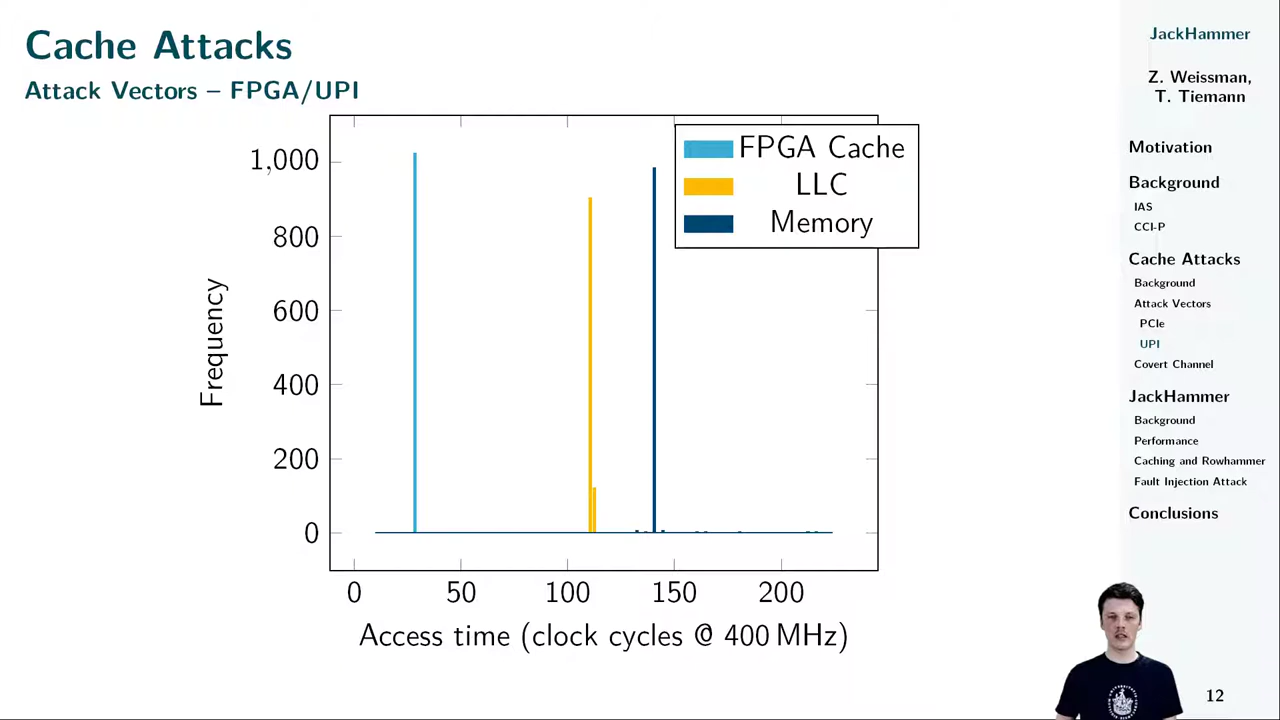 Cache Attacks
Attack Vectors – FPGA/UPI
FPGA Cache
LLC
Memory
1,000
800
600
400
200
0
Frequency
0 50 100 150 200
Access time (clock cycles @ 400 MHz)
JackHammer
Z. Weissman,
T. Tiemann
Motivation
Background
IAS
CCI-P
Cache Attacks
Background
Attack Vectors
PCIe
UPI
Covert Channel
JackHammer
Background
Performance
Caching and Rowhammer
Fault Injection Attack
Conclusions
12